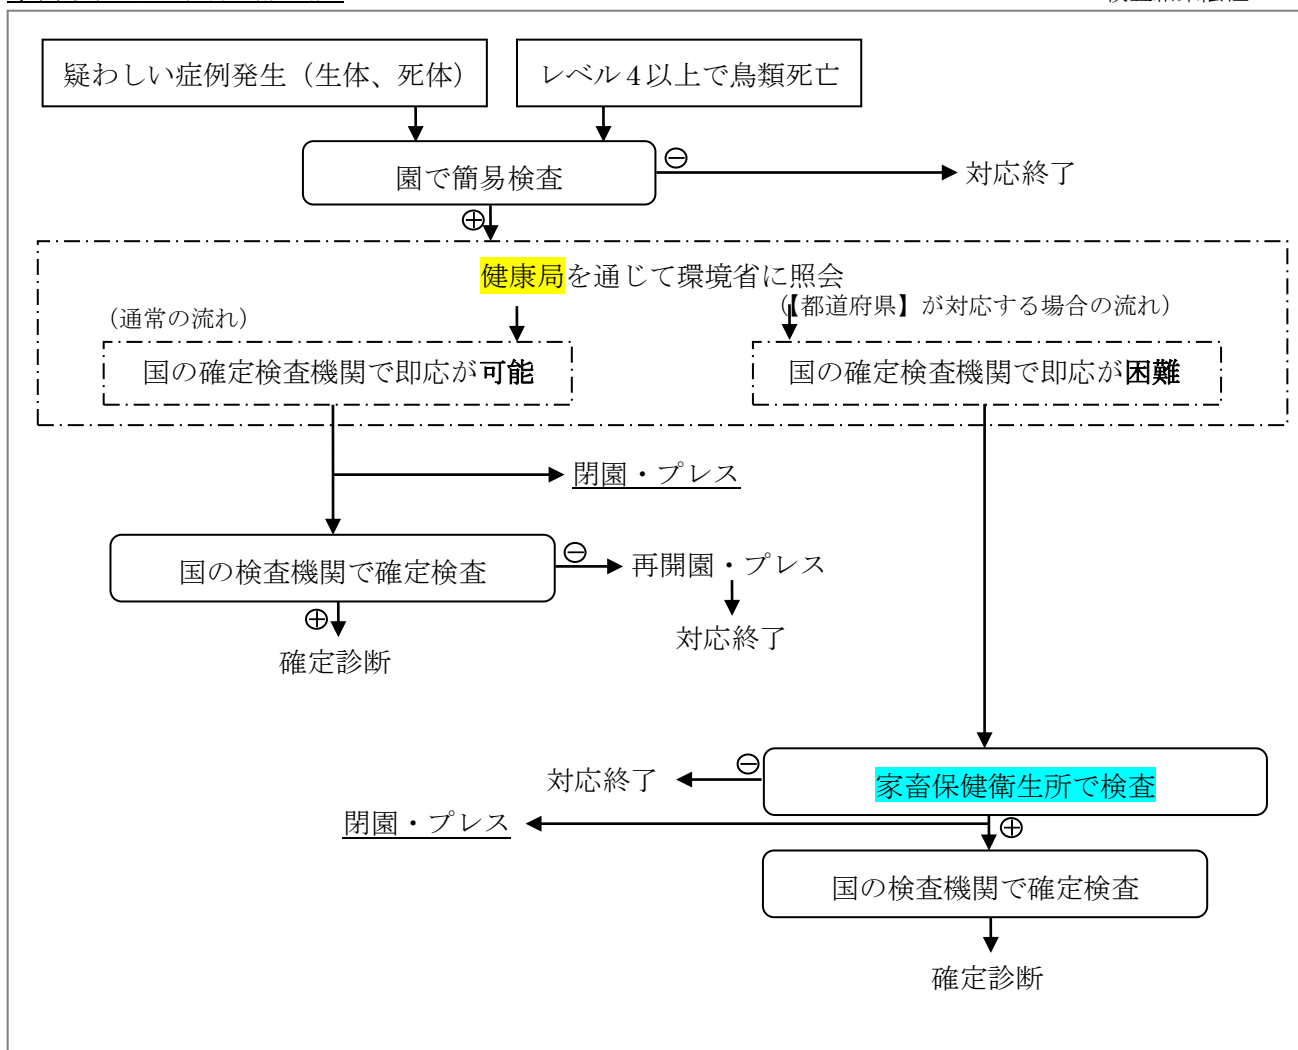 疑わしい症例発生（生体、死体）
レベル4以上で鳥類死亡
園で簡易検査
⊖
対応終了
⊕
健康局を通じて環境省に照会
（通常の流れ）
（【都道府県】が対応する場合の流れ）
国の確定検査機関で即応が可能
国の確定検査機関で即応が困難
閉園・プレス
国の検査機関で確定検査
⊖
再開園・プレス
⊕
対応終了
確定診断
対応終了
⊖
家畜保健衛生所で検査
閉園・プレス
⊕
国の検査機関で確定検査
確定診断